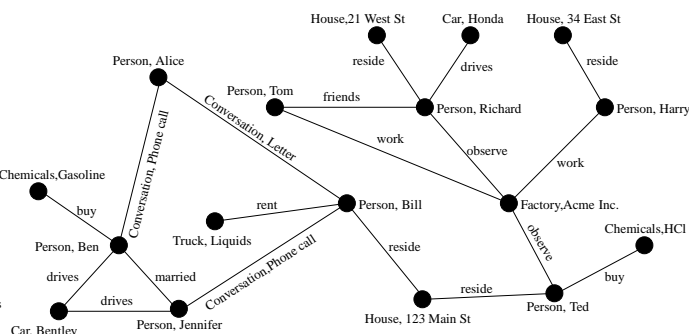 House,21 West St
Car, Honda
House, 34 East St
reside
drives
reside
Person, Alice
Person, Tom
friends
Person, Richard
Person, Harry
Conversation, Phone call
Conversation, Letter
work
observe
work
Chemicals,Gasoline
buy
rent
Person, Bill
Factory,Acme Inc.
Truck, Liquids
Chemicals,HCl
Person, Ben
observe
reside
buy
drives
married
Conversation,Phone call
drives
reside
Person, Jennifer
House, 123 Main St
Person, Ted
Car, Bentley